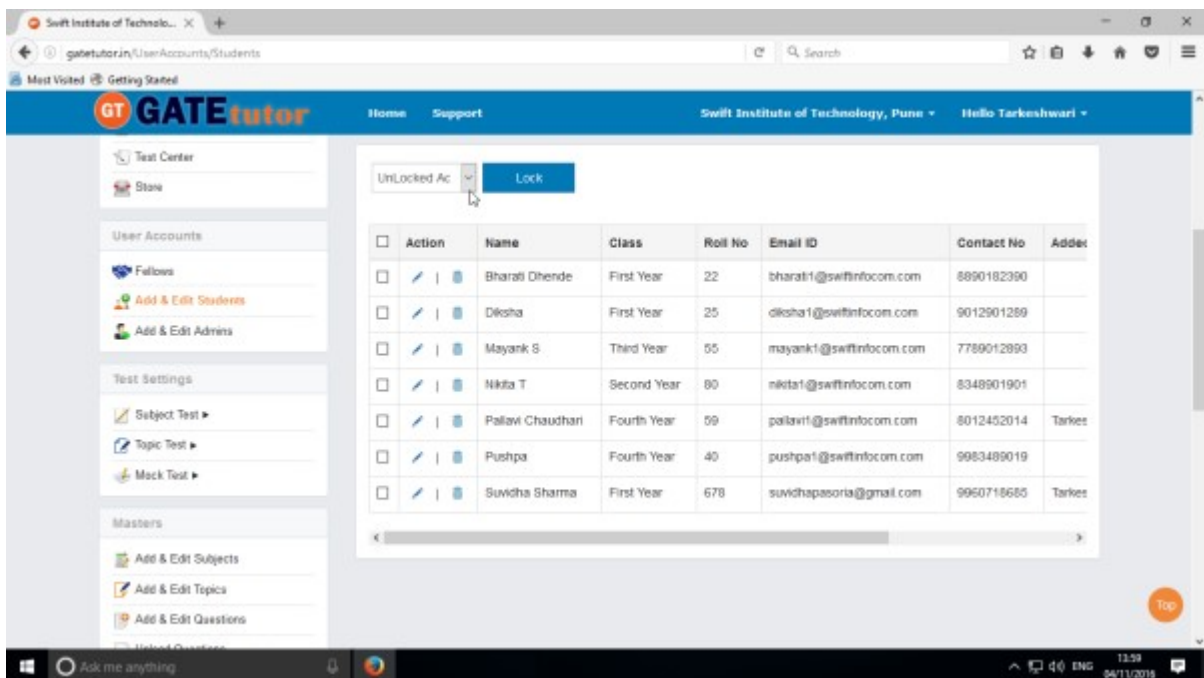 Swift Institute of Technolo...
gatetutor.in/UserAccounts/Students
Search
Most Visited Getting Started
GT GATEtutor Home Support Swift Institute of Technology, Pune Hello Tarkeshwari
Test Center
Store
UnLocked Ac Lock
User Accounts
Fellows
Add & Edit Students
Add & Edit Admins
Test Settings
Subject Test
Topic Test
Mock Test
Masters
Add & Edit Subjects
Add & Edit Topics
Add & Edit Questions
Upload Questions
Action Name Class Roll No Email ID Contact No Added
| Bharati Dhende First Year 22 bharati1@swiftinfocom.com 8890182390
| Diksha First Year 25 diksha1@swiftinfocom.com 9012901289
| Mayank S Third Year 55 mayank1@swiftinfocom.com 7789012893
| Nikita T Second Year 80 nikita1@swiftinfocom.com 8348901901
| Pallavi Chaudhari Fourth Year 59 pallavi1@swiftinfocom.com 8012452014 Tarkes
| Pushpa Fourth Year 40 pushpa1@swiftinfocom.com 9983489019
| Suvidha Sharma First Year 678 suvidhapasoria@gmail.com 9960718685 Tarkes
Top
Ask me anything
ENG
13:59
04/11/2016